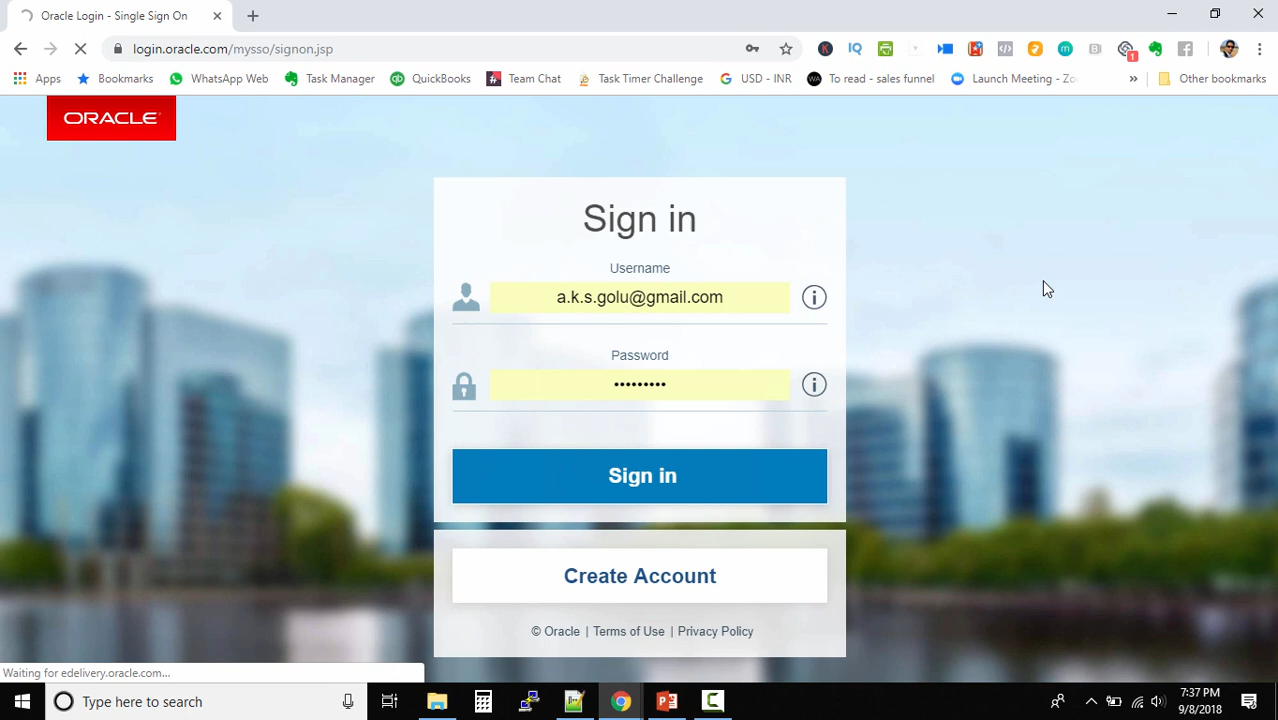 Oracle Login - Single Sign On
login.oracle.com/mysso/signon.jsp
Apps Bookmarks WhatsApp Web Task Manager QuickBooks Team Chat Task Timer Challenge USD - INR To read - sales funnel Launch Meeting - Zo » Other bookmarks
ORACLE
Sign in
Username
a.k.s.golu@gmail.com
Password
•••••••••
Sign in
Create Account
© Oracle | Terms of Use | Privacy Policy
Waiting for edelivery.oracle.com...
Type here to search
7:37 PM
9/8/2018